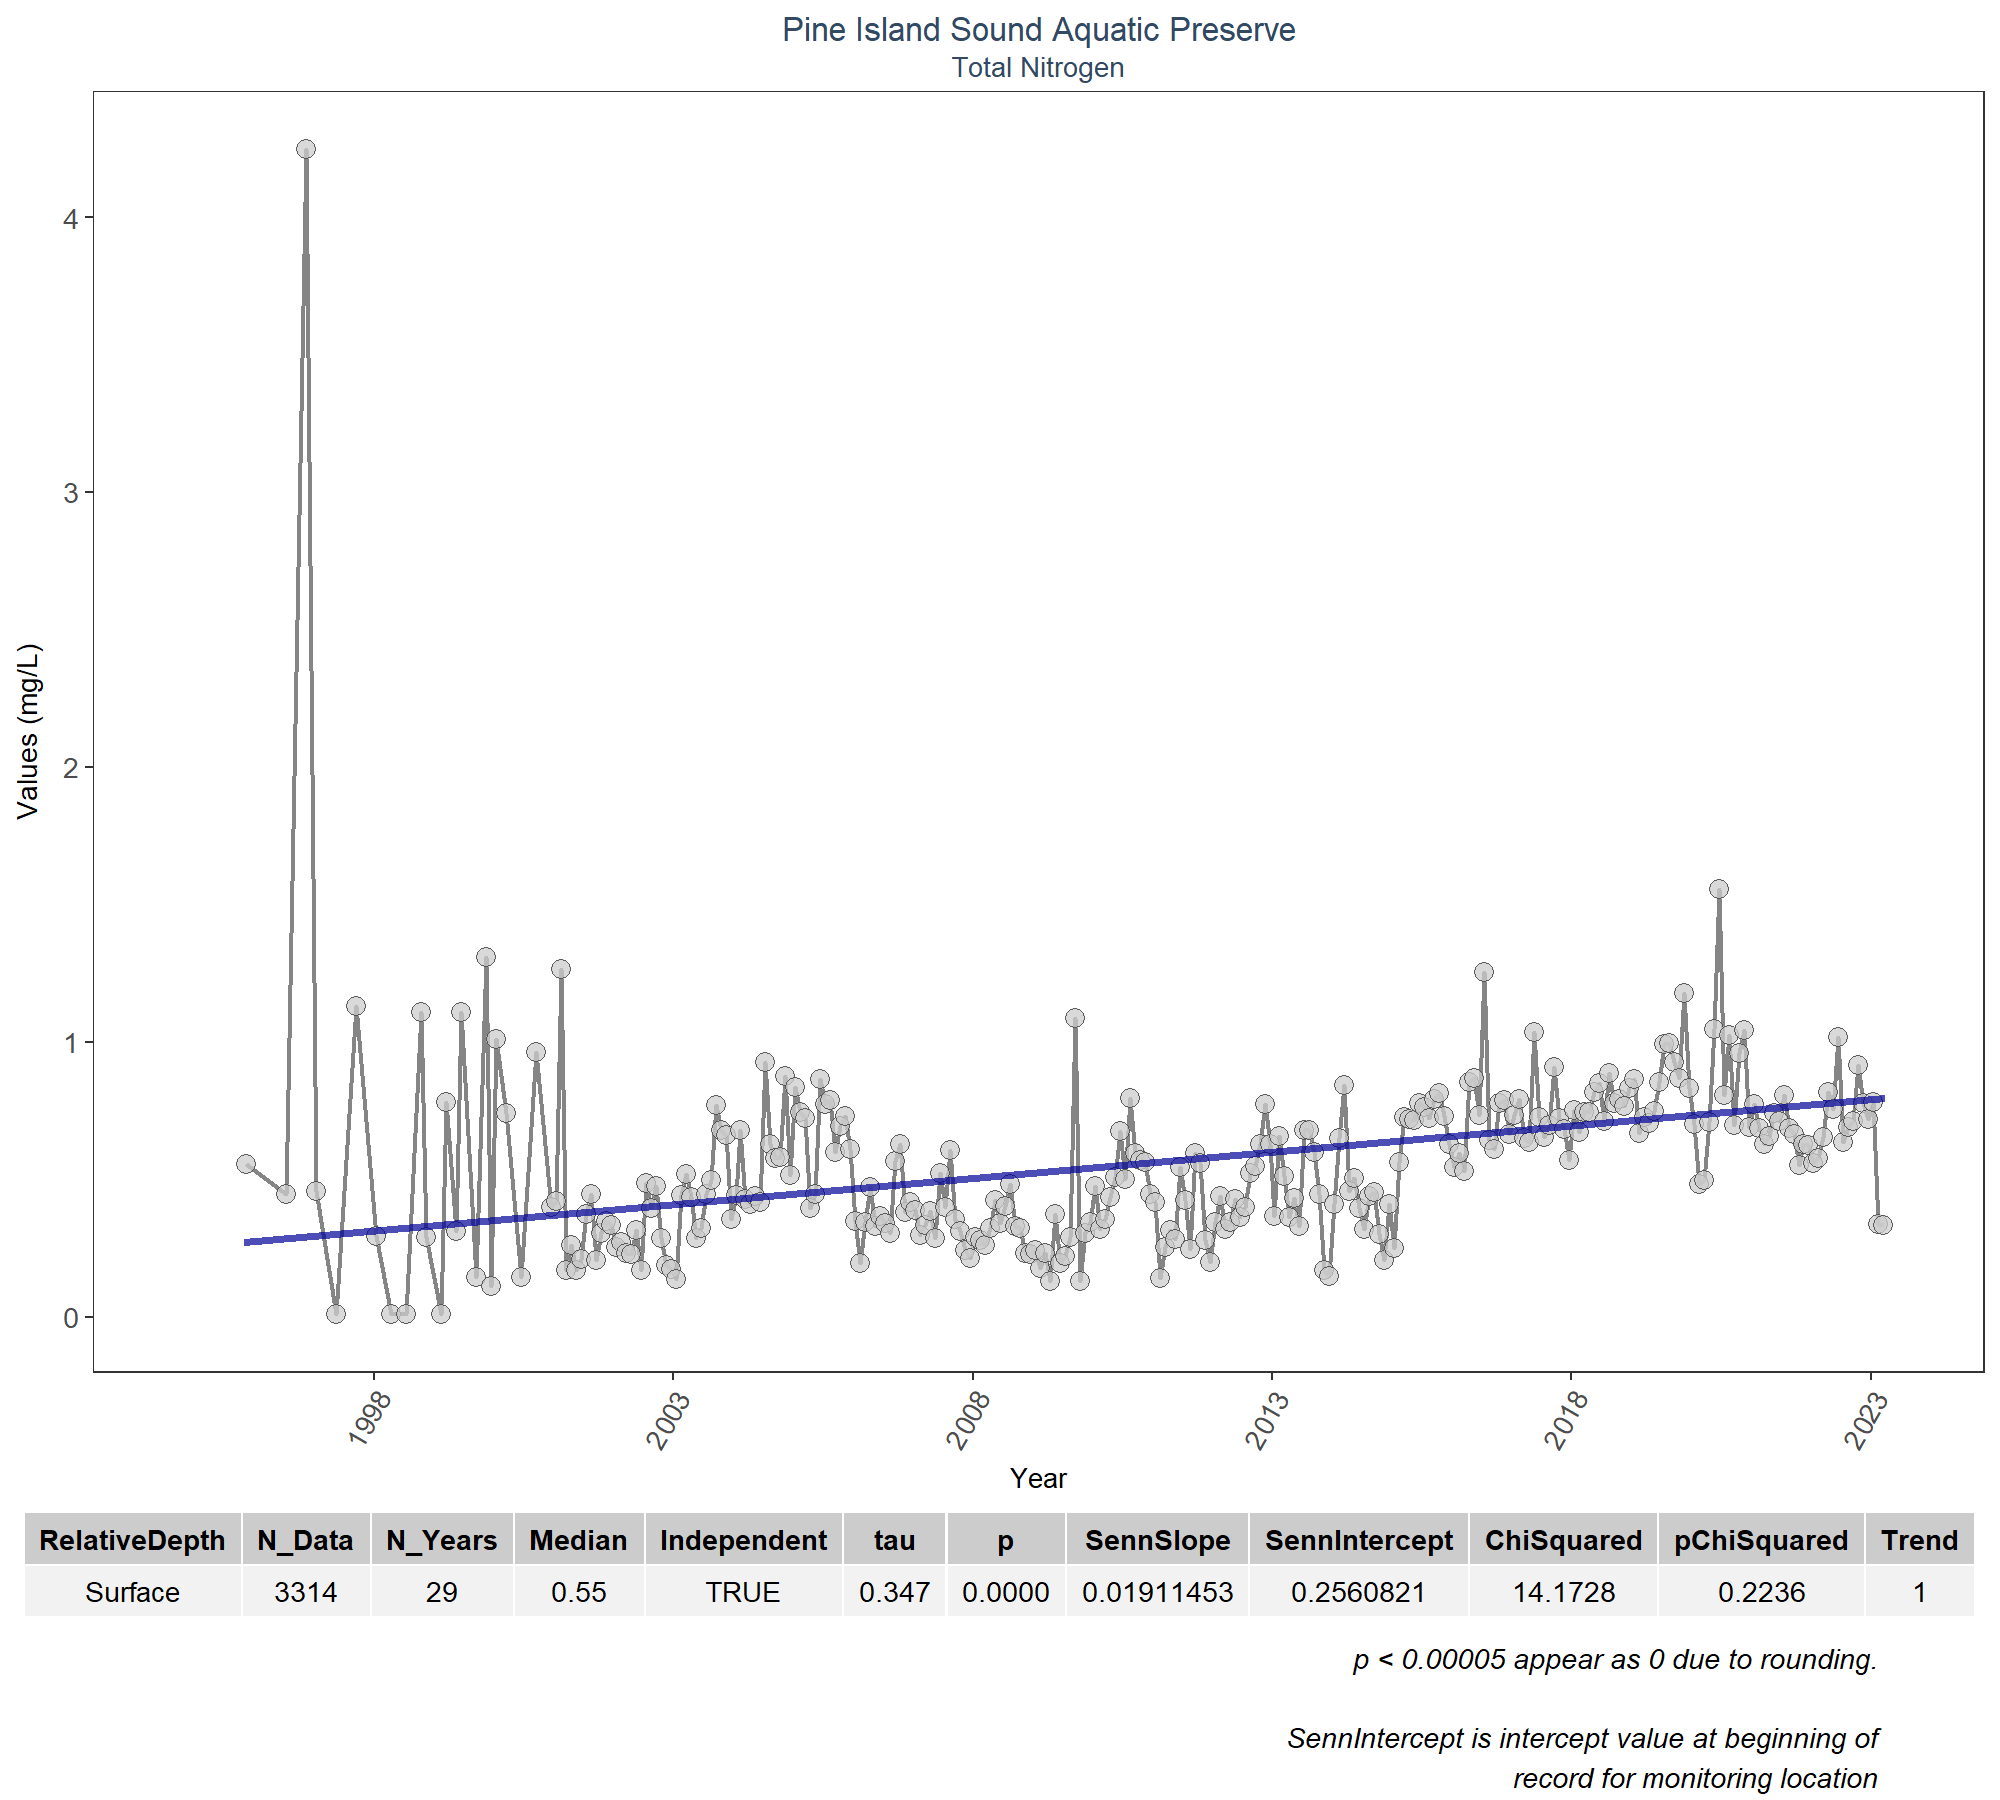 Pine Island Sound Aquatic Preserve
Total Nitrogen
Values (mg/L)
4
3
2
1
0
1998 2003 2008 2013 2018 2023
Year
RelativeDepth N_Data N_Years Median Independent tau p SennSlope SennIntercept ChiSquared pChiSquared Trend
Surface 3314 29 0.55 TRUE 0.347 0.0000 0.01911453 0.2560821 14.1728 0.2236 1
p < 0.00005 appear as 0 due to rounding.
SennIntercept is intercept value at beginning of
record for monitoring location